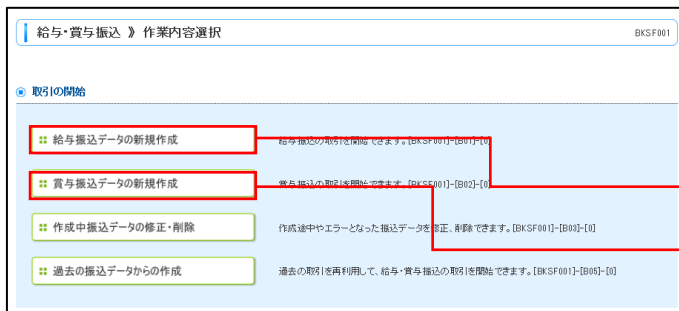 給与・賞与振込 》 作業内容選択
BKSF001
取引の開始
給与振込データの新規作成
給与振込の取引を開始できます。[BKSF001]-[B01]-[0]
賞与振込データの新規作成
賞与振込の取引を開始できます。[BKSF001]-[B02]-[0]
作成中振込データの修正・削除
作成途中やエラーとなった振込データを修正、削除できます。[BKSF001]-[B03]-[0]
過去の振込データからの作成
過去の取引を再利用して、給与・賞与振込の取引を開始できます。[BKSF001]-[B05]-[0]